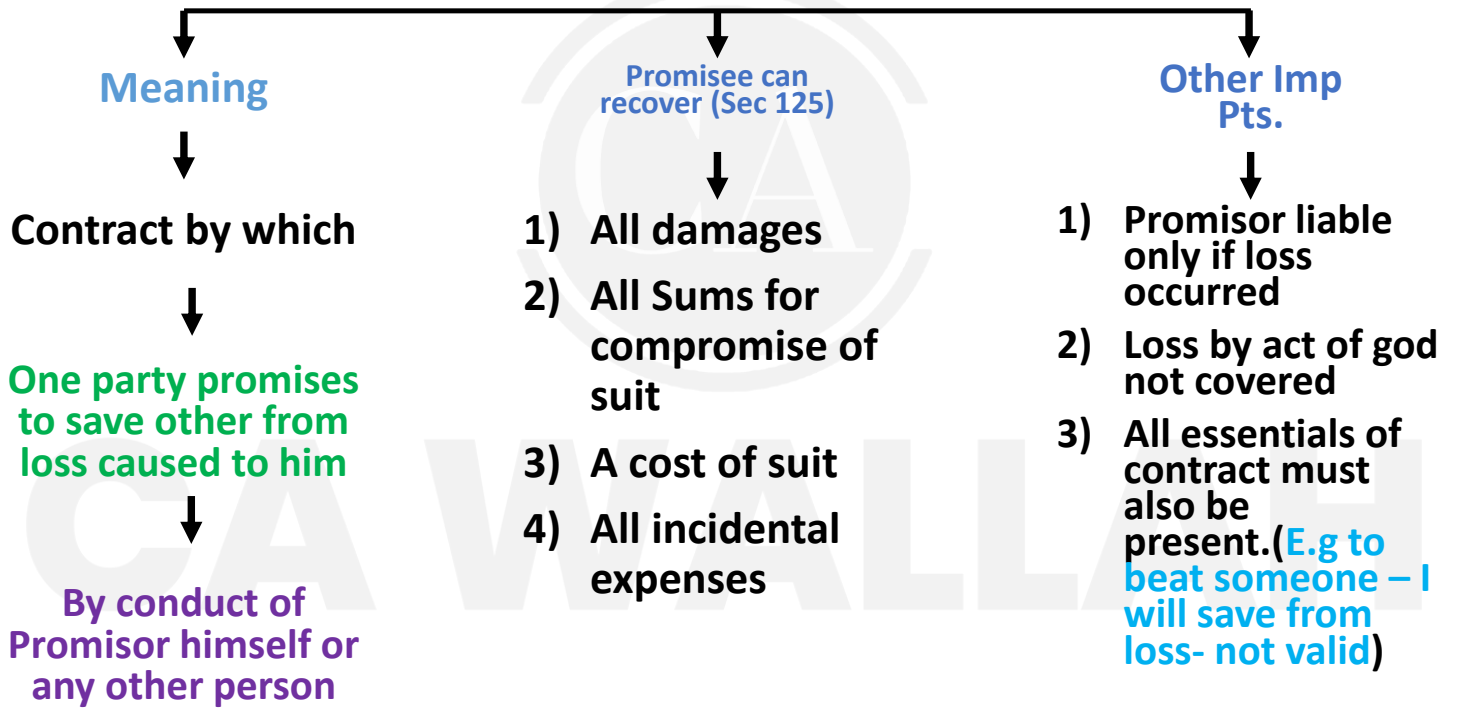 Meaning
Contract by which
One party promises
to save other from
loss caused to him
By conduct of
Promisor himself or
any other person
Promisee can
recover (Sec 125)
1) All damages
2) All Sums for
compromise of
suit
3) A cost of suit
4) All incidental
expenses
Other Imp
Pts.
1) Promisor liable
only if loss
occurred
2) Loss by act of god
not covered
3) All essentials of
contract must
also be
present.(E.g to
beat someone – I
will save from
loss- not valid)
CA
CA WALLAH